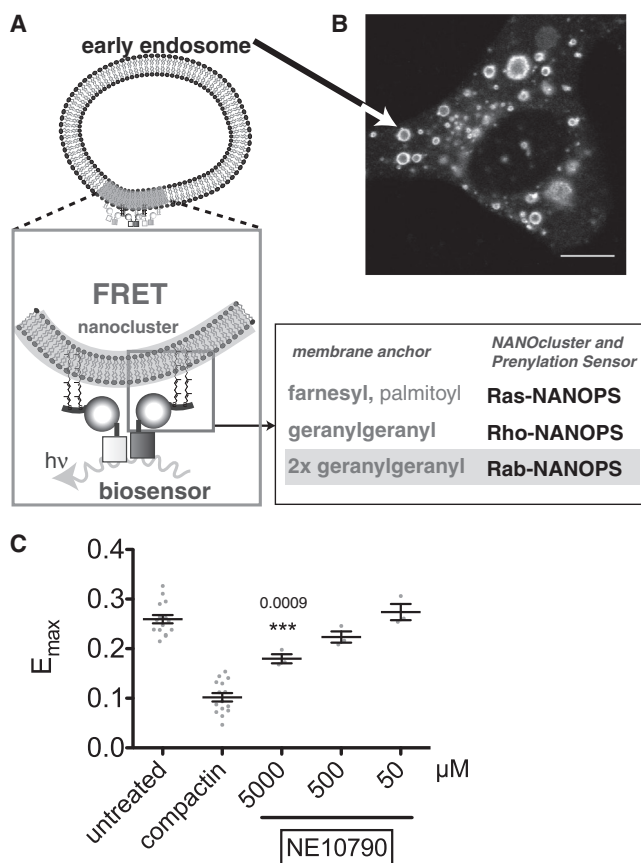 A
early endosome
B
FRET
nanocluster
hν
biosensor
membrane anchor
NANOcluster and
Prenylation Sensor
farnesyl, palmitoyl
Ras-NANOPS
geranylgeranyl
Rho-NANOPS
2x geranylgeranyl
Rab-NANOPS
C
Emax
0.4
0.3
0.2
0.1
0.0
0.0009
***
untreated
compactin
5000
500
50
μM
NE10790